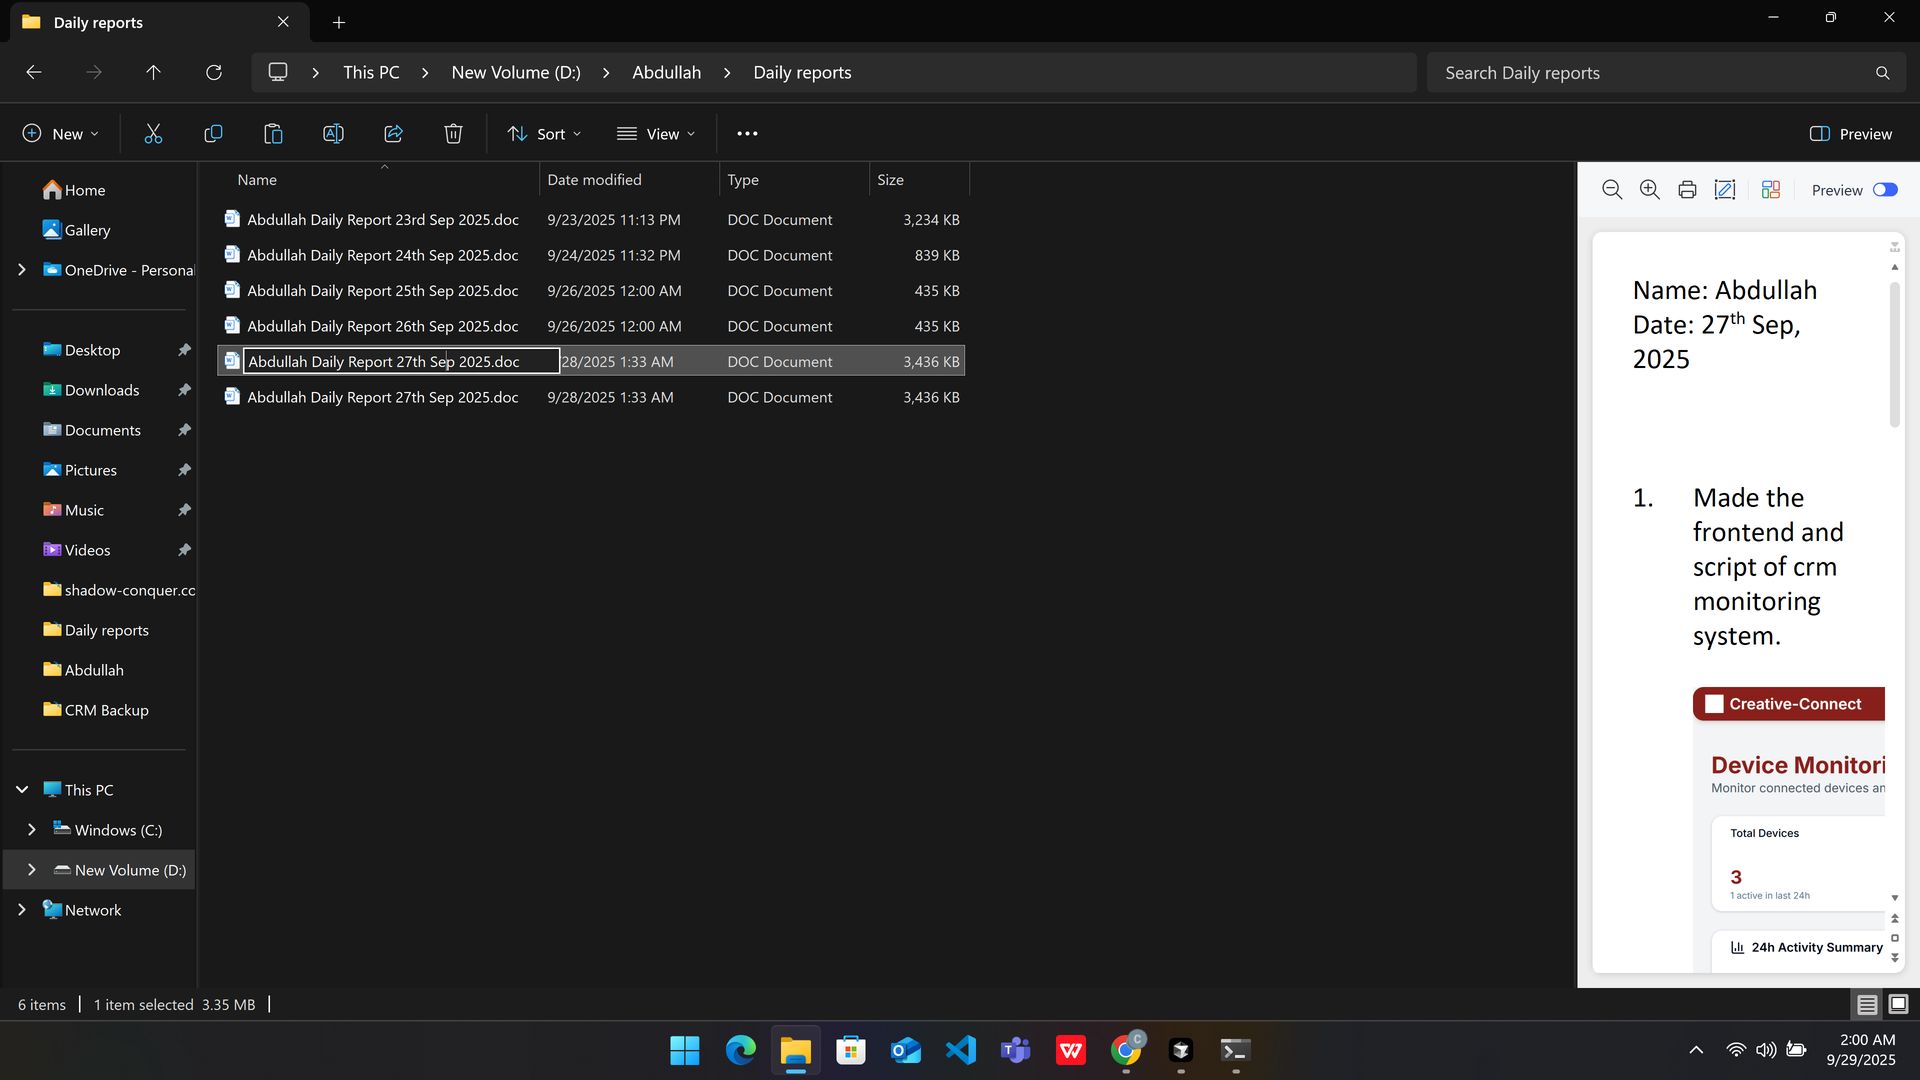 Daily reports
This PC
New Volume (D:)
Abdullah
Daily reports
Search Daily reports
New
Sort
View
Preview
Home
Gallery
OneDrive - Personal
Desktop
Downloads
Documents
Pictures
Music
Videos
shadow-conquer.co
Daily reports
Abdullah
CRM Backup
This PC
Windows (C:)
New Volume (D:)
Network
Name Date modified Type Size
Abdullah Daily Report 23rd Sep 2025.doc 9/23/2025 11:13 PM DOC Document 3,234 KB
Abdullah Daily Report 24th Sep 2025.doc 9/24/2025 11:32 PM DOC Document 839 KB
Abdullah Daily Report 25th Sep 2025.doc 9/26/2025 12:00 AM DOC Document 435 KB
Abdullah Daily Report 26th Sep 2025.doc 9/26/2025 12:00 AM DOC Document 435 KB
Abdullah Daily Report 27th Sep 2025.doc /28/2025 1:33 AM DOC Document 3,436 KB
Abdullah Daily Report 27th Sep 2025.doc 9/28/2025 1:33 AM DOC Document 3,436 KB
Preview
Name: Abdullah
Date: 27th Sep,
2025
1. Made the
frontend and
script of crm
monitoring
system.
Creative-Connect
Device Monitori
Monitor connected devices an
Total Devices
3
1 active in last 24h
24h Activity Summary
6 items
1 item selected 3.35 MB
C
2:00 AM
9/29/2025